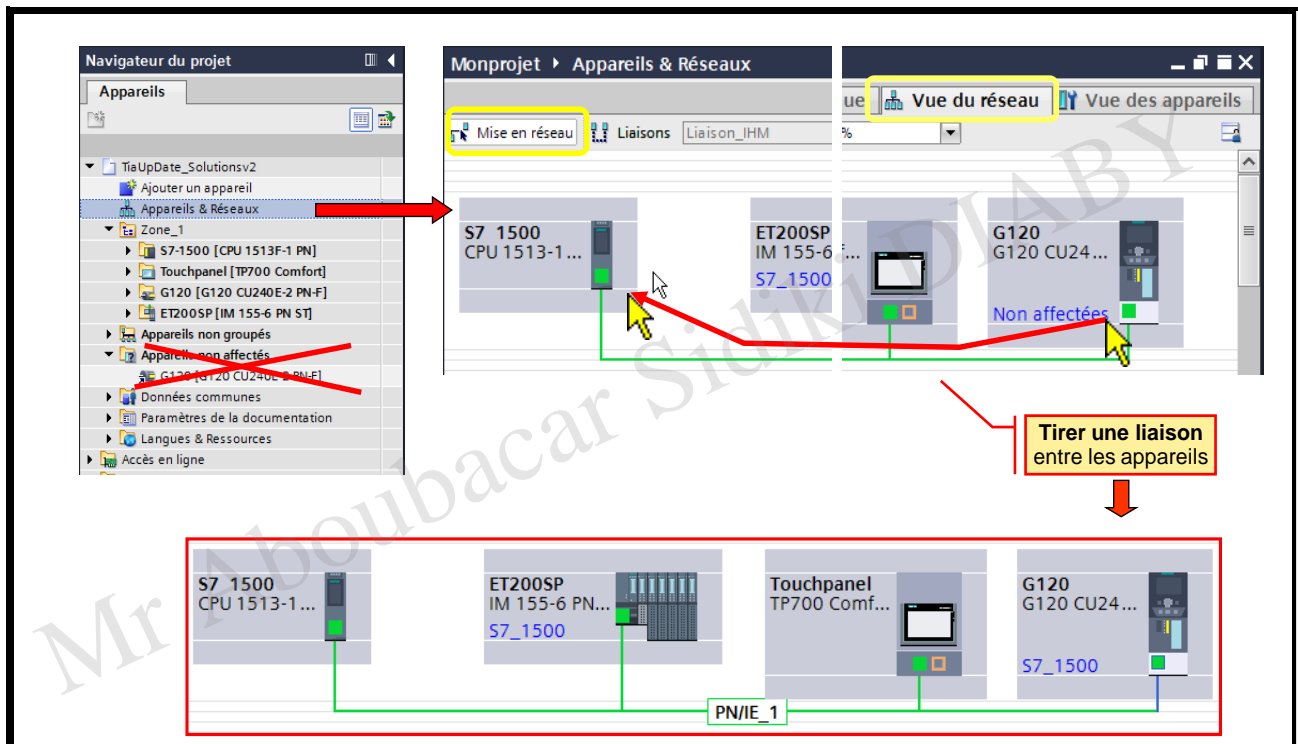 Navigateur du projet
Appareils
TiaUpDate_Solutionsv2
Ajouter un appareil
Appareils & Réseaux
Zone_1
S7-1500 [CPU 1513F-1 PN]
Touchpanel [TP700 Comfort]
G120 [G120 CU240E-2 PN-F]
ET200SP [IM 155-6 PN ST]
Appareils non groupés
Appareils non affectés
G120 [G120 CU240E-2 PN-F]
Données communes
Paramètres de la documentation
Langues & Ressources
Accès en ligne
Monprojet Appareils & Réseaux
ue Vue du réseau Vue des appareils
Mise en réseau Liaisons Liaison_IHM %
S7_1500
CPU 1513-1...
ET200SP
IM 155-6 f...
S7_1500
G120
G120 CU24...
Non affectées
Tirer une liaison
entre les appareils
S7_1500
CPU 1513-1...
ET200SP
IM 155-6 PN...
S7_1500
Touchpanel
TP700 Comf...
G120
G120 CU24...
S7_1500
PN/IE_1
Mr Aboubacar Sidiki DIABY